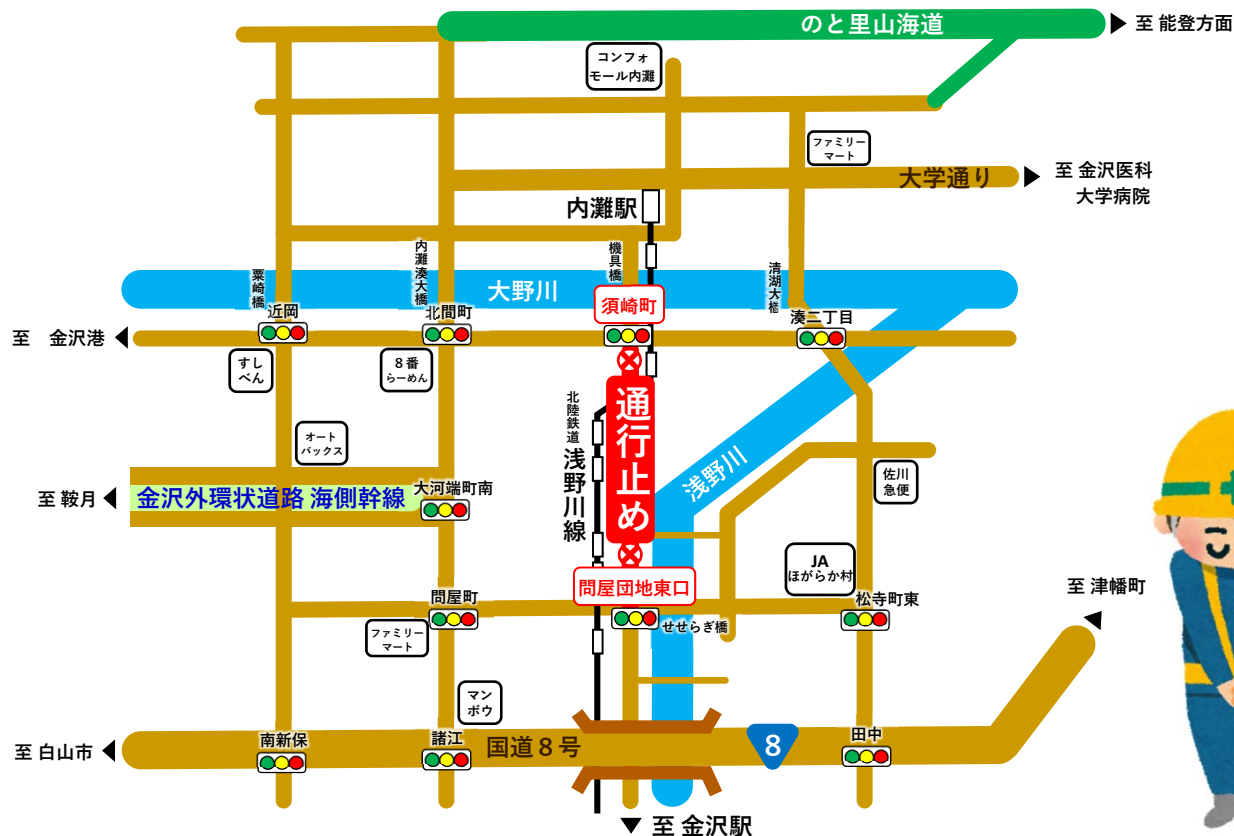 のと里山海道
至 能登方面
コンフォ
モール内灘
ファミリー
マート
大学通り
至 金沢医科
大学病院
内灘駅
粟崎橋
内灘湊大橋
機具橋
清湖大橋
大野川
須崎町
近岡
北間町
湊二丁目
至 金沢港
すし
べん
8番
らーめん
通行止め
北陸鉄道
浅野川線
浅野川
オート
バックス
佐川
急便
至 鞍月
金沢外環状道路 海側幹線
大河端町南
JA
ほがらか村
問屋団地東口
至 津幡町
問屋町
松寺町東
せせらぎ橋
ファミリー
マート
マン
ボウ
至 白山市
南新保
諸江
国道8号
8
田中
至 金沢駅